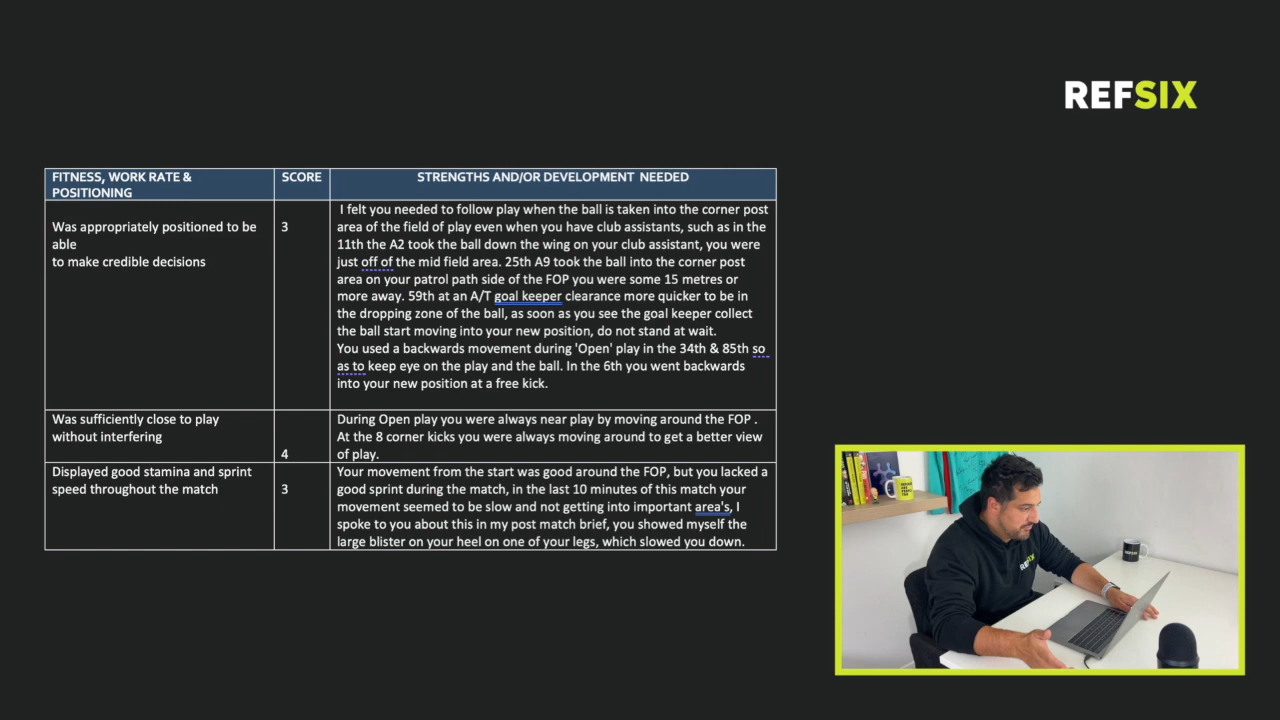 REFSIX
FITNESS, WORK RATE &
POSITIONING
SCORE
STRENGTHS AND/OR DEVELOPMENT NEEDED
Was appropriately positioned to be
able
to make credible decisions
3
I felt you needed to follow play when the ball is taken into the corner post
area of the field of play even when you have club assistants, such as in the
11th the A2 took the ball down the wing on your club assistant, you were
just off of the mid field area. 25th A9 took the ball into the corner post
area on your patrol path side of the FOP you were some 15 metres or
more away. 59th at an A/T goal keeper clearance more quicker to be in
the dropping zone of the ball, as soon as you see the goal keeper collect
the ball start moving into your new position, do not stand at wait.
You used a backwards movement during 'Open' play in the 34th & 85th so
as to keep eye on the play and the ball. In the 6th you went backwards
into your new position at a free kick.
Was sufficiently close to play
without interfering
4
During Open play you were always near play by moving around the FOP .
At the 8 corner kicks you were always moving around to get a better view
of play.
Displayed good stamina and sprint
speed throughout the match
3
Your movement from the start was good around the FOP, but you lacked a
good sprint during the match, in the last 10 minutes of this match your
movement seemed to be slow and not getting into important area's, I
spoke to you about this in my post match brief, you showed myself the
large blister on your heel on one of your legs, which slowed you down.
REFSIX
REFSIX